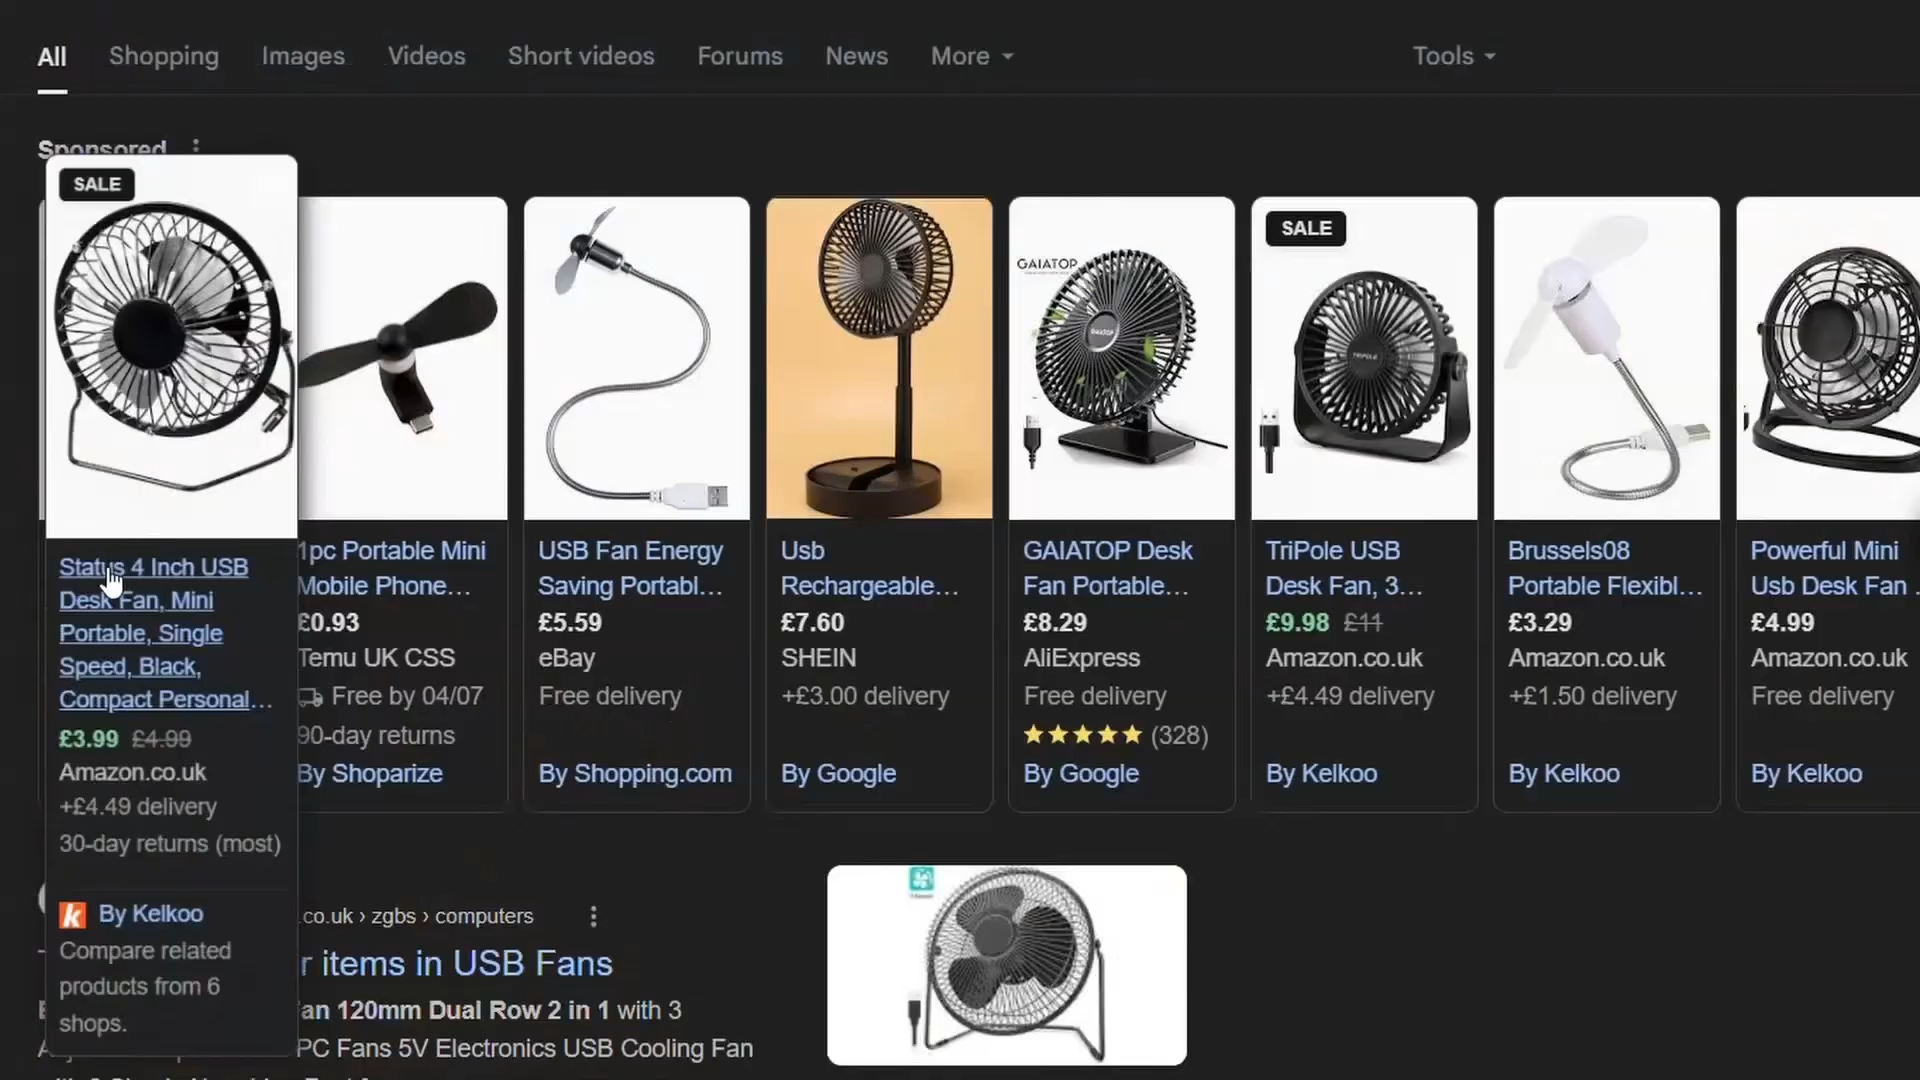 All Shopping Images Videos Short videos Forums News More Tools
Sponsored
SALE
Status 4 Inch USB
Desk Fan, Mini
Portable, Single
Speed, Black,
Compact Personal...
£3.99 £4.99
Amazon.co.uk
+£4.49 delivery
30-day returns (most)
By Kelkoo
Compare related
products from 6
shops.
1pc Portable Mini
Mobile Phone...
£0.93
Temu UK CSS
Free by 04/07
90-day returns
By Shoparize
USB Fan Energy
Saving Portabl...
£5.59
eBay
Free delivery
By Shopping.com
Usb
Rechargeable...
£7.60
SHEIN
+£3.00 delivery
By Google
GAIATOP
GAIATOP
GAIATOP Desk
Fan Portable...
£8.29
AliExpress
Free delivery
(328)
By Google
SALE
TRIPOLE
TriPole USB
Desk Fan, 3...
£9.98 £11
Amazon.co.uk
+£4.49 delivery
By Kelkoo
Brussels08
Portable Flexibl...
£3.29
Amazon.co.uk
+£1.50 delivery
By Kelkoo
Powerful Mini
Usb Desk Fan .
£4.99
Amazon.co.uk
Free delivery
By Kelkoo
.co.uk › zgbs › computers
r items in USB Fans
an 120mm Dual Row 2 in 1 with 3
PC Fans 5V Electronics USB Cooling Fan